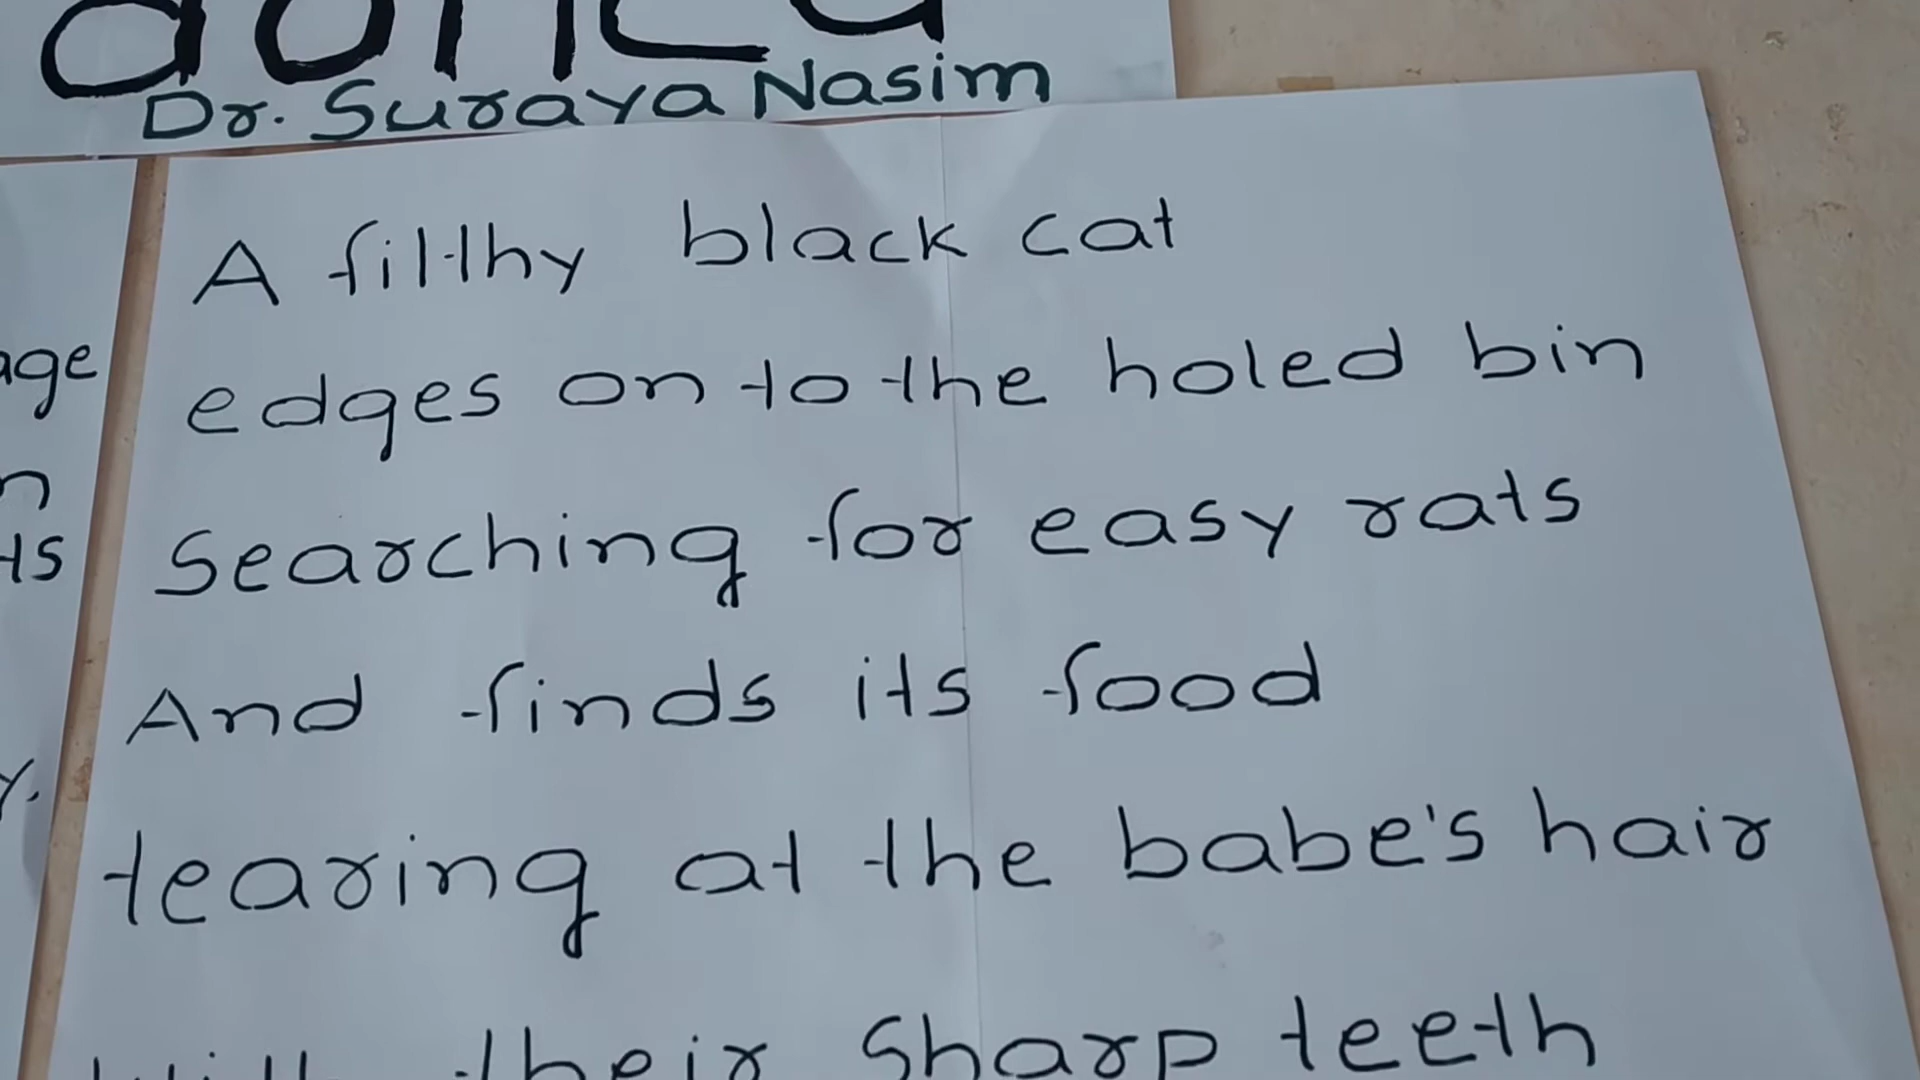 Dr. Suraya Nasim
A filthy black cat
edges on to the holed bin
Searching for easy rats
And finds its food
tearing at the babe's hair
their sharp teeth